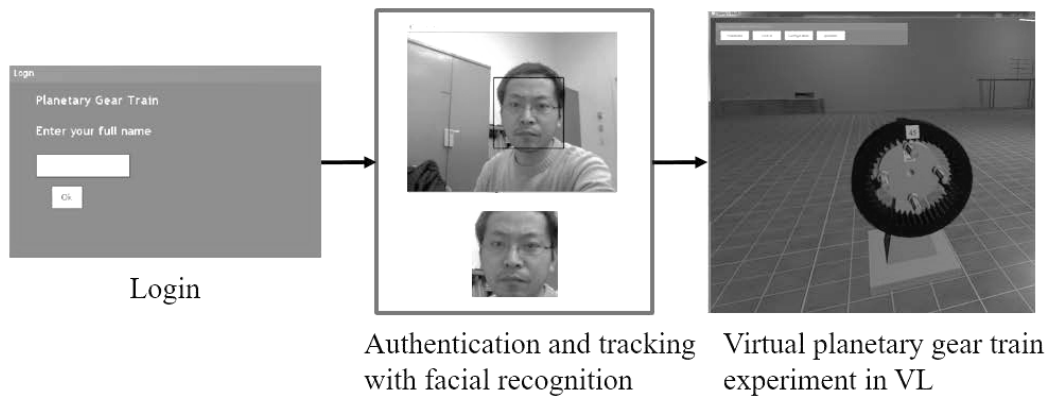 Login
Planetary Gear Train
Enter your full name
Ok
Login
Authentication and tracking
with facial recognition
Virtual planetary gear train
experiment in VL